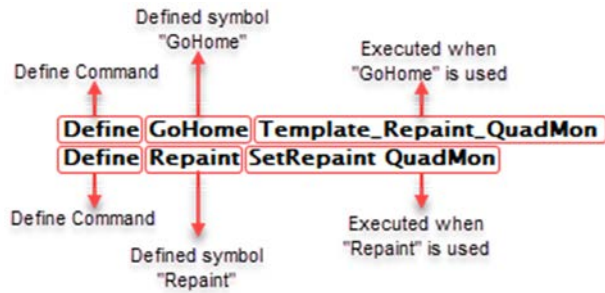 Defined symbol
"GoHome"
Define Command
Executed when
"GoHome" is used
Define GoHome Template_Repaint_QuadMon
Define Repaint SetRepaint QuadMon
Define Command
Defined symbol
"Repaint"
Executed when
"Repaint" is used